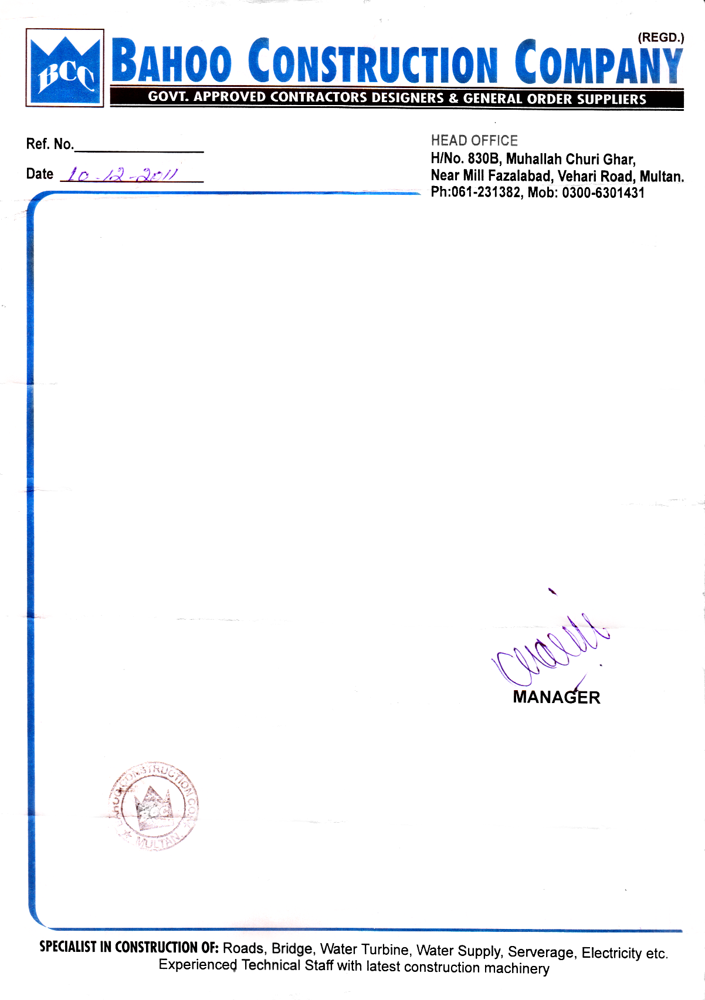 (REGD.)
BCC
BAHOO CONSTRUCTION COMPANY
GOVT. APPROVED CONTRACTORS DESIGNERS & GENERAL ORDER SUPPLIERS
Ref. No.
Date 10-12-2011
HEAD OFFICE
H/No. 830B, Muhallah Churi Ghar,
Near Mill Fazalabad, Vehari Road, Multan.
Ph:061-231382, Mob: 0300-6301431
MANAGER
BAHOO CONSTRUCTION CO.
BCC
MULTAN.
SPECIALIST IN CONSTRUCTION OF: Roads, Bridge, Water Turbine, Water Supply, Serverage, Electricity etc.
Experienced Technical Staff with latest construction machinery